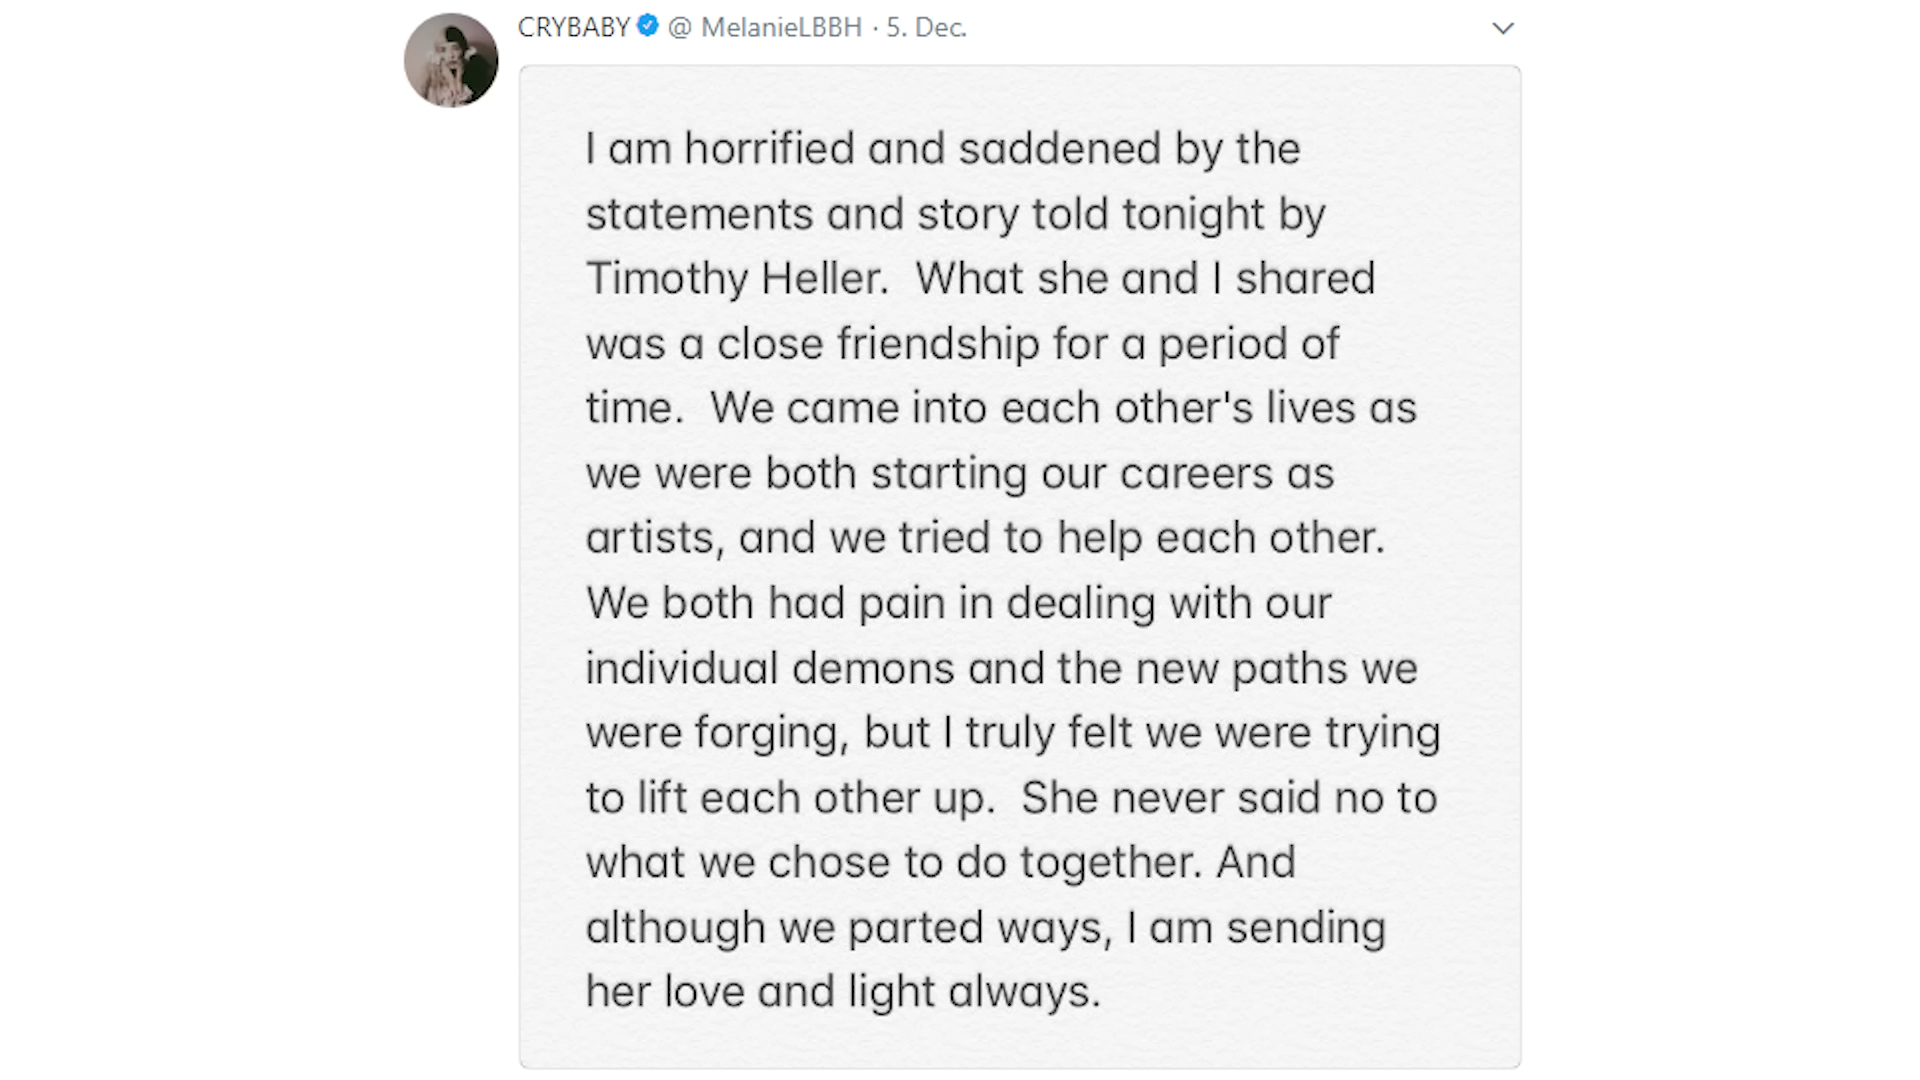 CRYBABY @ MelanieLBBH · 5. Dec.
I am horrified and saddened by the
statements and story told tonight by
Timothy Heller.  What she and I shared
was a close friendship for a period of
time.  We came into each other's lives as
we were both starting our careers as
artists, and we tried to help each other.
We both had pain in dealing with our
individual demons and the new paths we
were forging, but I truly felt we were trying
to lift each other up.  She never said no to
what we chose to do together. And
although we parted ways, I am sending
her love and light always.